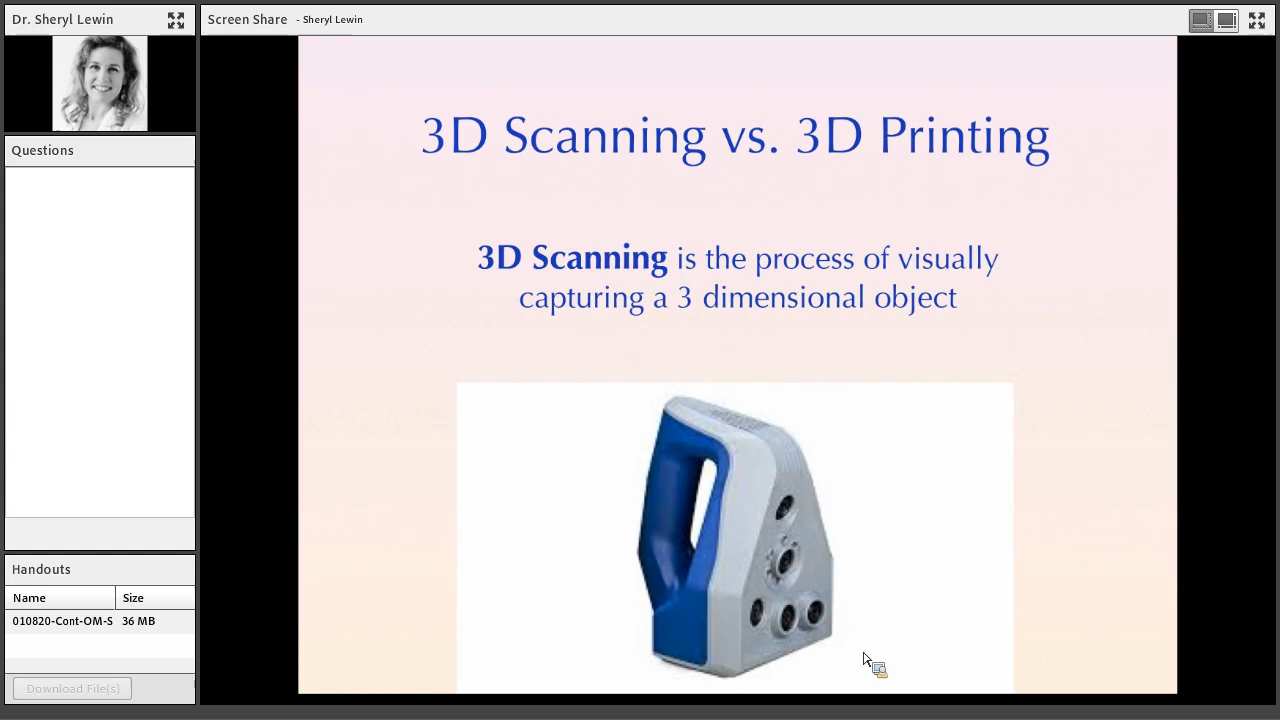 Dr. Sheryl Lewin
Screen Share - Sheryl Lewin
Questions
3D Scanning vs. 3D Printing
3D Scanning is the process of visually
capturing a 3 dimensional object
Handouts
Name Size
010820-Cont-OM-S 36 MB
Download File(s)